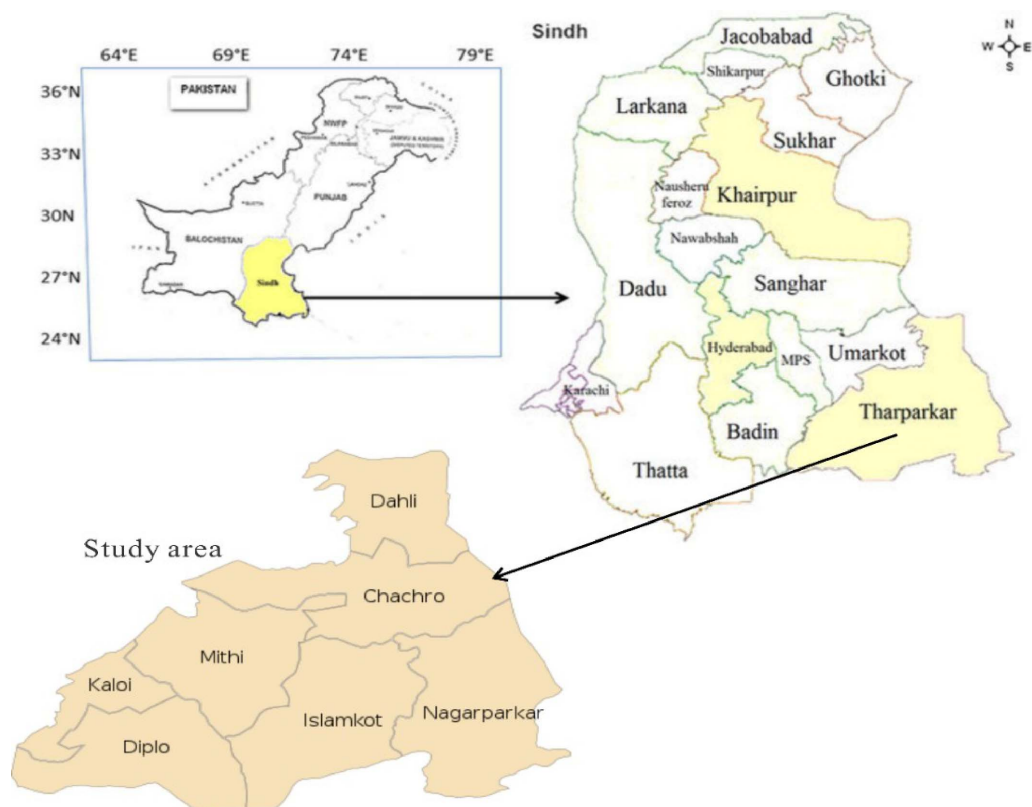 64°E 69°E 74°E 79°E
36°N
33°N
30°N
27°N
24°N
PAKISTAN
NWFP
PUNJAB
BALOCHISTAN
Sindh
Sindh
N
W E
S
Jacobabad
Shikarpur
Ghotki
Larkana
Sukhar
Khairpur
Nausheru
feroz
Nawabshah
Dadu
Sanghar
Hyderabad
MPS
Umarkot
Karachi
Tharparkar
Badin
Thatta
Study area
Dahli
Chachro
Mithi
Kaloi
Islamkot
Nagarparkar
Diplo